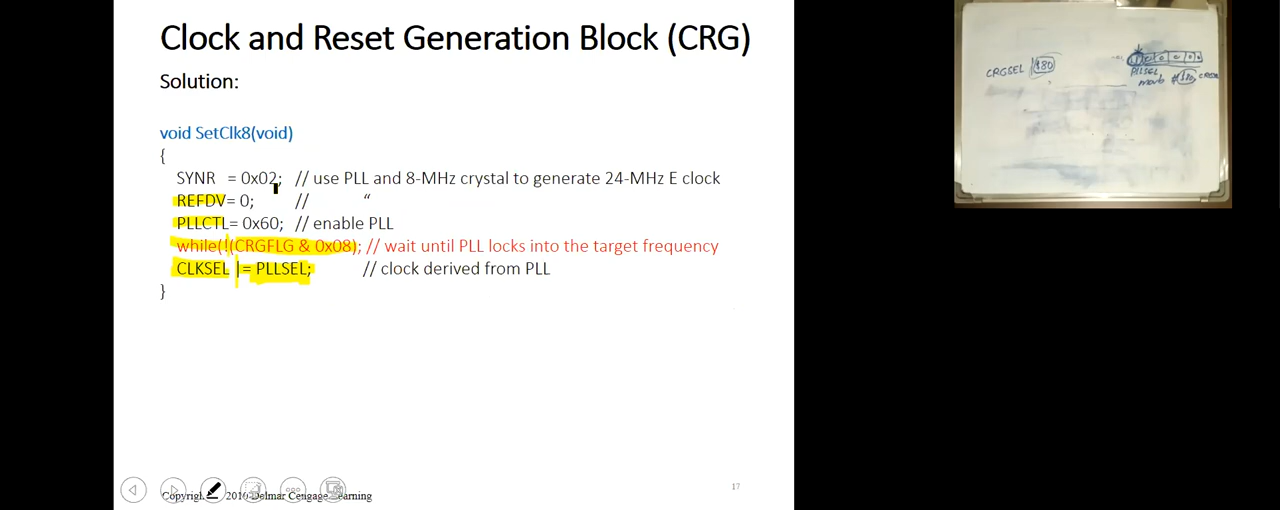 Clock and Reset Generation Block (CRG)
Solution:
void SetClk8(void)
{
SYNR = 0x02; // use PLL and 8-MHz crystal to generate 24-MHz E clock
REFDV= 0; // “
PLLCTL= 0x60; // enable PLL
while(!(CRGFLG & 0x08); // wait until PLL locks into the target frequency
CLKSEL |= PLLSEL; // clock derived from PLL
}
17
2010 Delmar Cengage Learning
CRGSEL $80
PLLSEL
movb